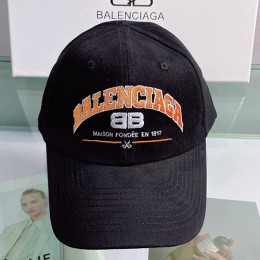 BALENCIAGA
BALENCIAGA
BB
MAISON FONDÉE EN 1917